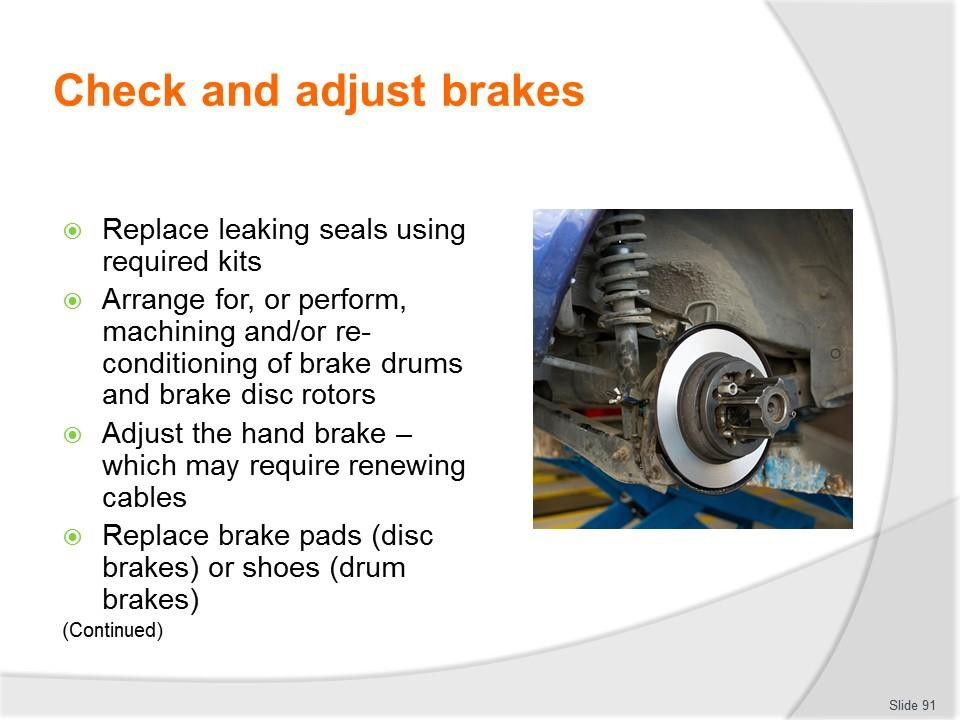 Check and adjust brakes
⦿ Replace leaking seals using
required kits
⦿ Arrange for, or perform,
machining and/or re-
conditioning of brake drums
and brake disc rotors
⦿ Adjust the hand brake –
which may require renewing
cables
⦿ Replace brake pads (disc
brakes) or shoes (drum
brakes)
(Continued)
Slide 91